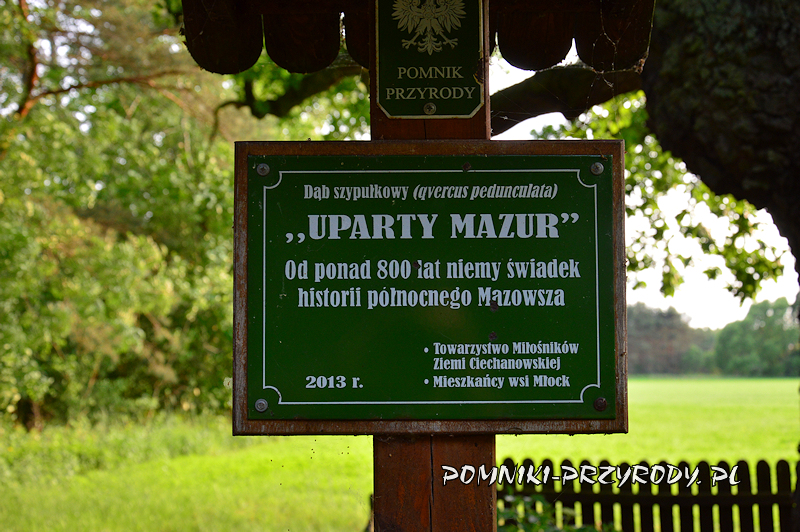 POMNIK
PRZYRODY
Dąb szypułkowy (qvercus pedunculata)
,,UPARTY MAZUR”
Od ponad 800 lat niemy świadek
historii północnego Mazowsza
• Towarzystwo Miłośników
Ziemi Ciechanowskiej
2013 r. • Mieszkańcy wsi Młock
POMNIKI-PRZYRODY.PL